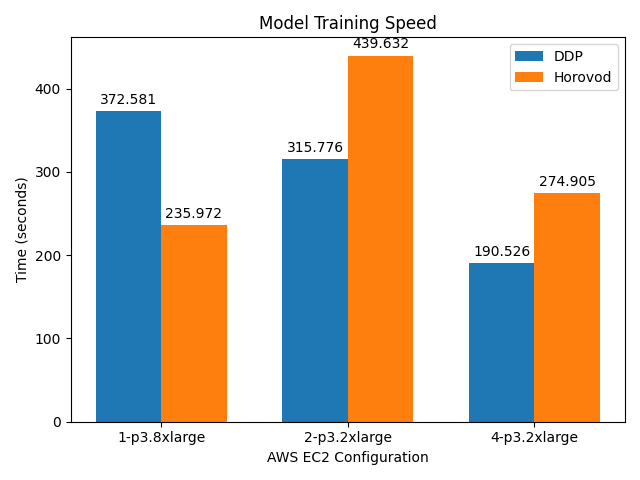 Model Training Speed
DDP
Horovod
372.581
235.972
315.776
439.632
190.526
274.905
Time (seconds)
400
300
200
100
0
1-p3.8xlarge
2-p3.2xlarge
4-p3.2xlarge
AWS EC2 Configuration